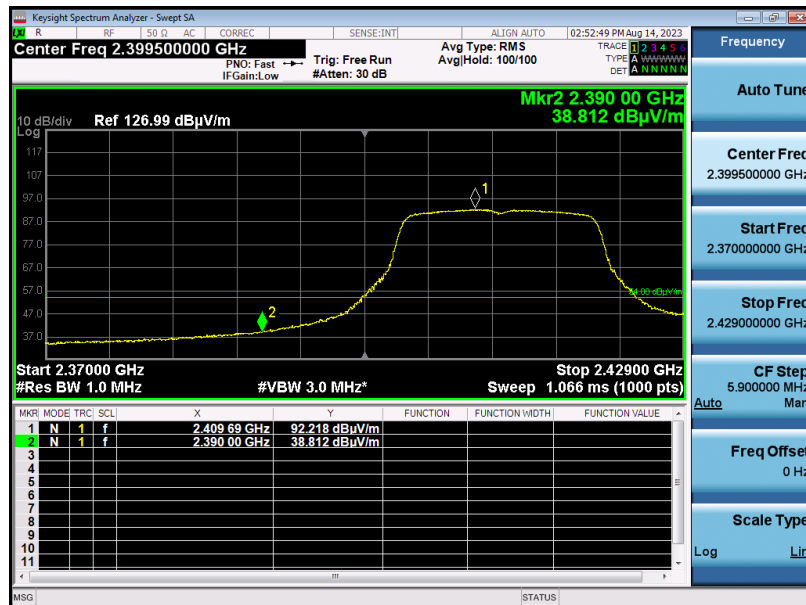 Keysight Spectrum Analyzer - Swept SA
LXI R RF 50 Ω AC CORREC SENSE:INT ALIGN AUTO 02:52:49 PM Aug 14, 2023
Center Freq 2.399500000 GHz
PNO: Fast
IFGain:Low
Trig: Free Run
#Atten: 30 dB
Avg Type: RMS
Avg|Hold: 100/100
TRACE 1 2 3 4 5 6
TYPE A WWWWW
DET A N N N N N
Mkr2 2.390 00 GHz
38.812 dBµV/m
10 dB/div Ref 126.99 dBµV/m
Log
117
107
97.0
87.0
77.0
67.0
57.0
47.0
37.0
1
2
Start 2.37000 GHz Stop 2.42900 GHz
#Res BW 1.0 MHz #VBW 3.0 MHz* Sweep 1.066 ms (1000 pts)
MKR MODE TRC SCL X Y FUNCTION FUNCTION WIDTH FUNCTION VALUE
1 N 1 f 2.409 69 GHz 92.218 dBµV/m
2 N 1 f 2.390 00 GHz 38.812 dBµV/m
3
4
5
6
7
8
9
10
11
MSG STATUS
Frequency
Auto Tune
Center Freq
2.399500000 GHz
Start Freq
2.370000000 GHz
Stop Freq
2.429000000 GHz
CF Step
5.900000 MHz
Auto Man
Freq Offset
0 Hz
Scale Type
Log Lin